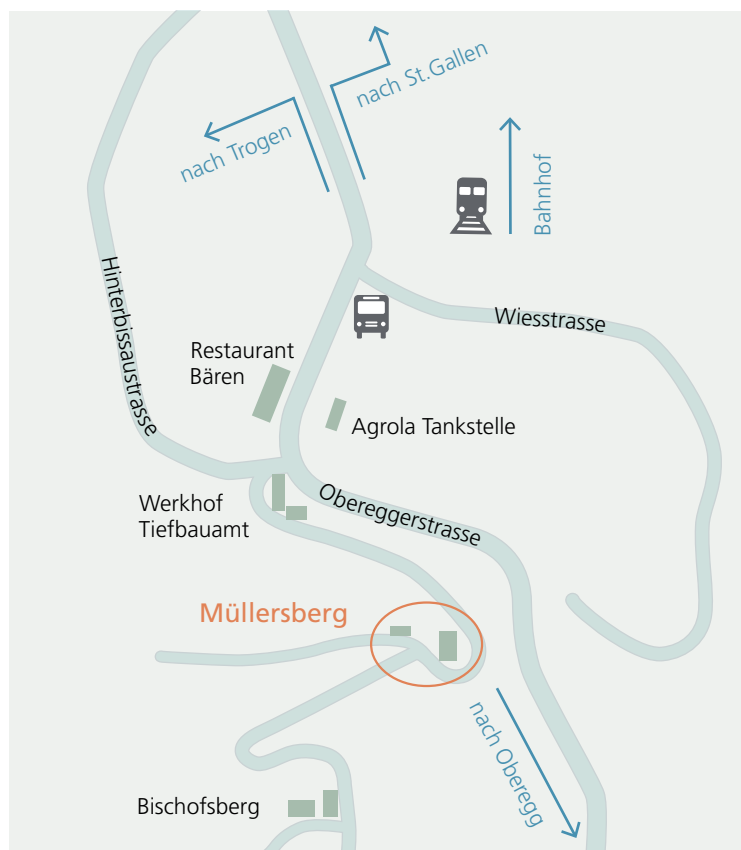 nach St.Gallen
nach Trogen
Bahnhof
Hinterbissaustrasse
Wiesstrasse
Restaurant
Bären
Agrola Tankstelle
Werkhof
Tiefbauamt
Obereggerstrasse
Müllersberg
nach Oberegg
Bischofsberg